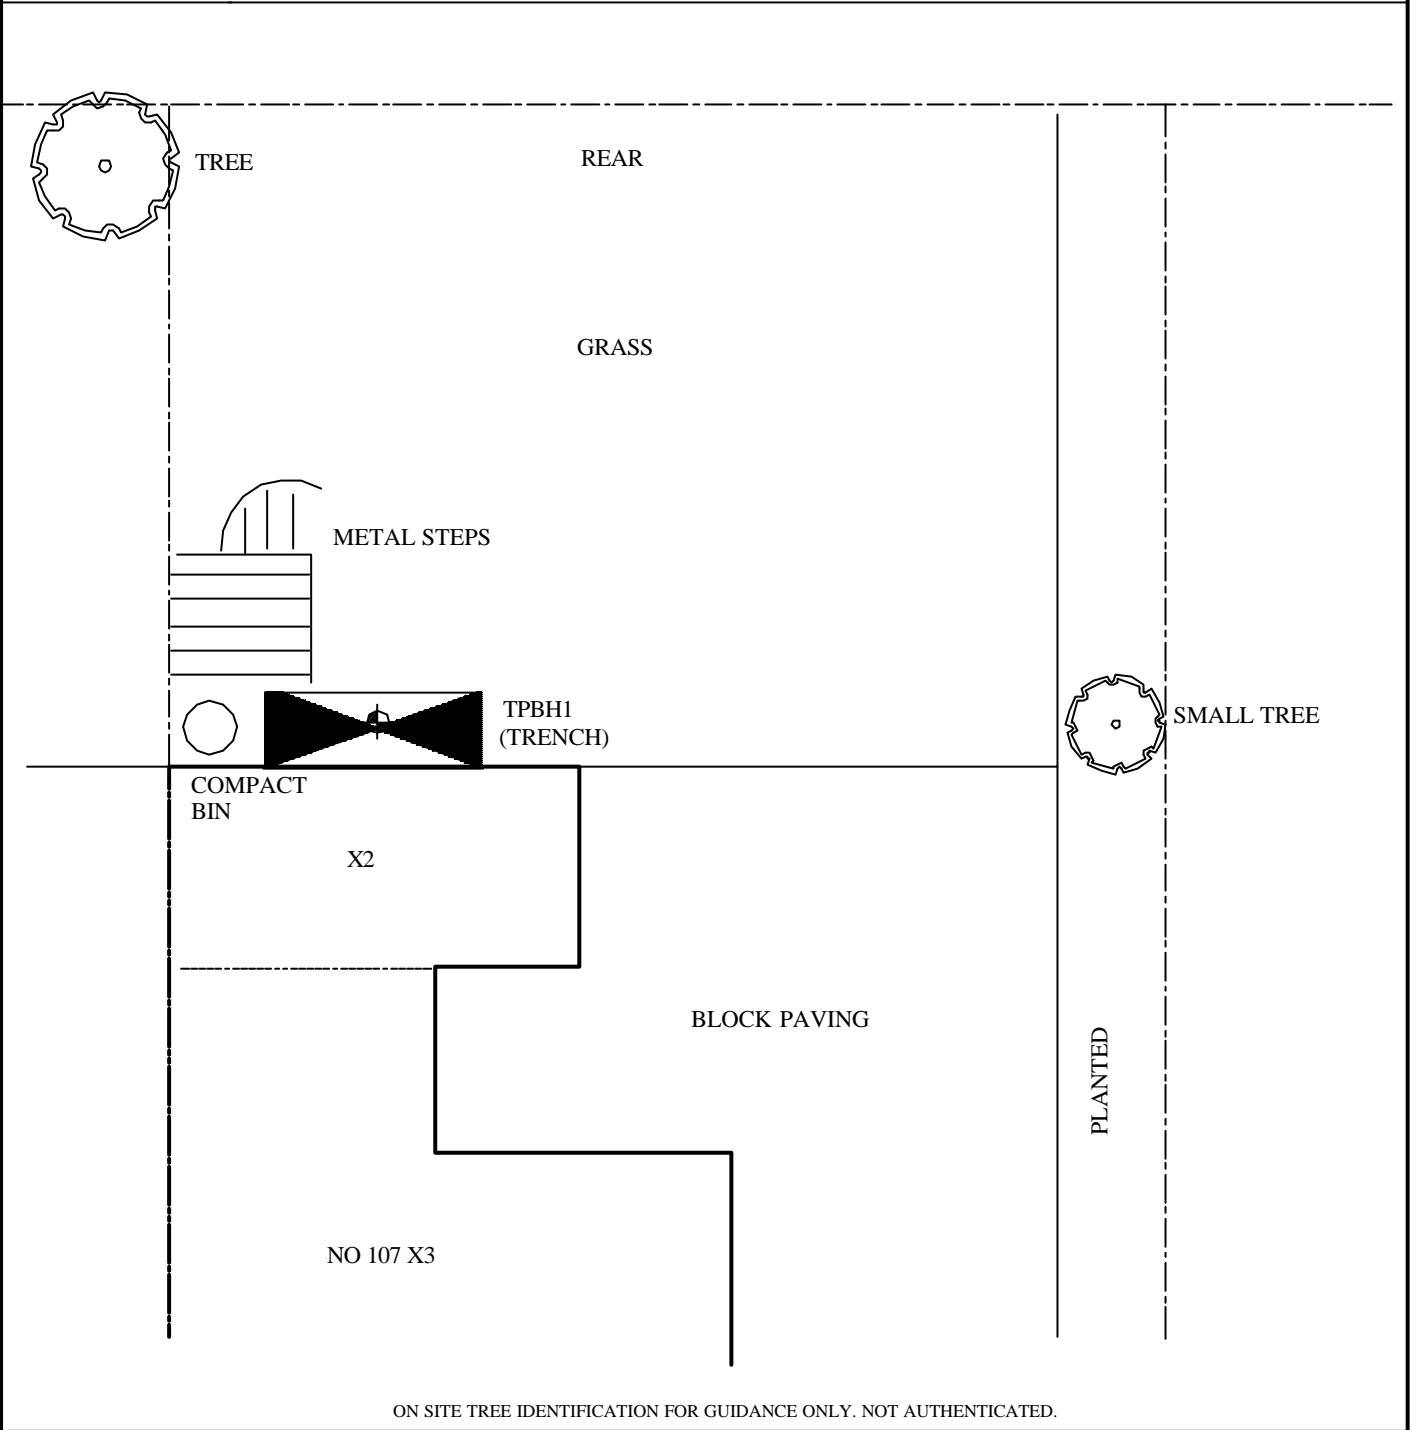 TREE
REAR
GRASS
METAL STEPS
TPBH1
(TRENCH)
SMALL TREE
COMPACT
BIN
X2
BLOCK PAVING
PLANTED
NO 107 X3
ON SITE TREE IDENTIFICATION FOR GUIDANCE ONLY. NOT AUTHENTICATED.